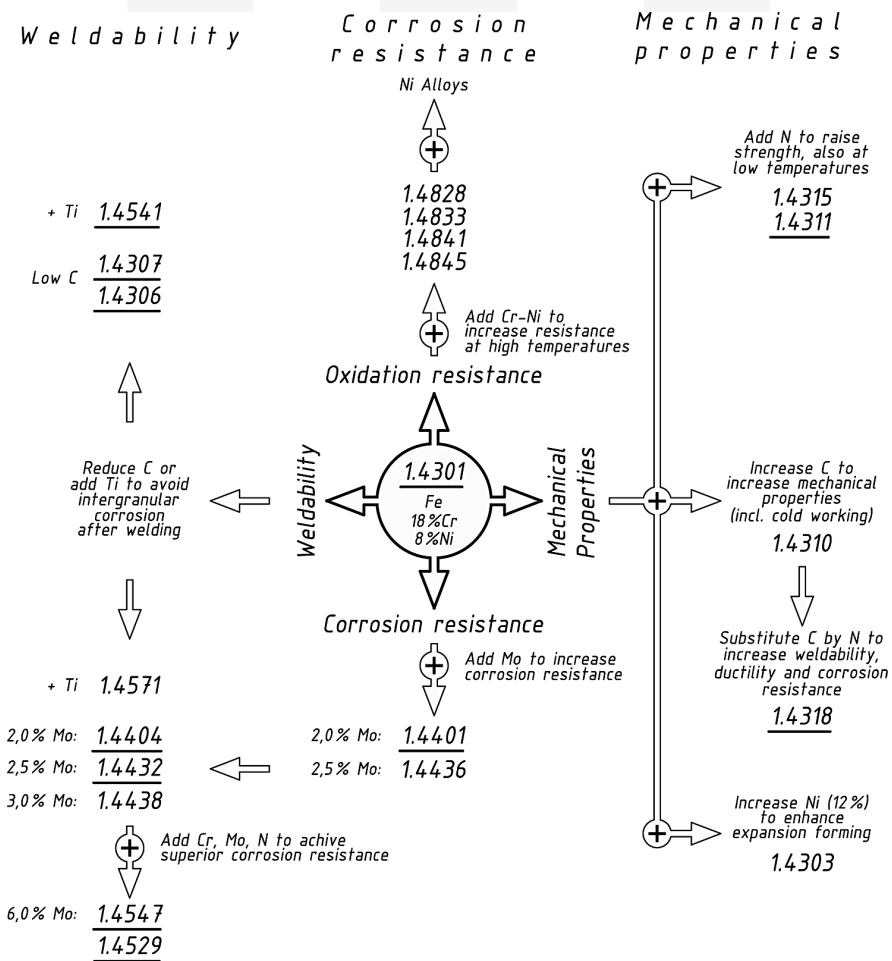 Weldability
Corrosion
resistance
Mechanical
properties
Ni Alloys
1.4828
1.4833
1.4841
1.4845
Add Cr-Ni to
increase resistance
at high temperatures
Oxidation resistance
+ Ti 1.4541
Low C 1.4307
1.4306
Reduce C or
add Ti to avoid
intergranular
corrosion
after welding
Weldability
1.4301
Fe
18%Cr
8%Ni
Mechanical
Properties
Corrosion resistance
Add Mo to increase
corrosion resistance
2,0% Mo: 1.4401
2,5% Mo: 1.4436
+ Ti 1.4571
2,0% Mo: 1.4404
2,5% Mo: 1.4432
3,0% Mo: 1.4438
Add Cr, Mo, N to achive
superior corrosion resistance
6,0% Mo: 1.4547
1.4529
Add N to raise
strength, also at
low temperatures
1.4315
1.4311
Increase C to
increase mechanical
properties
(incl. cold working)
1.4310
Substitute C by N to
increase weldability,
ductility and corrosion
resistance
1.4318
Increase Ni (12%)
to enhance
expansion forming
1.4303